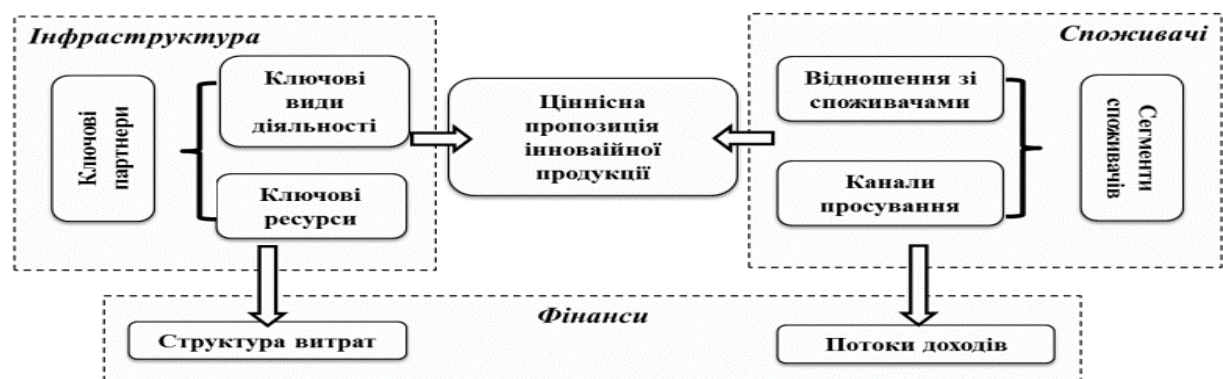 Інфраструктура
Ключові партнери
Ключові
види
діяльності
Ключові
ресурси
Ціннісна
пропозиція
інноваійної
продукції
Споживачі
Відношення зі
споживачами
Канали
просування
Сегменти
споживачів
Фінанси
Структура витрат
Потоки доходів